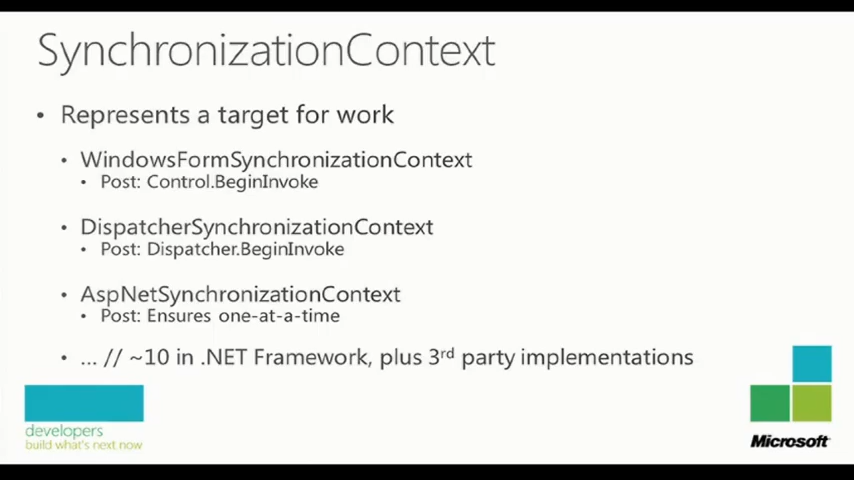 SynchronizationContext
• Represents a target for work
• WindowsFormSynchronizationContext
• Post: Control.BeginInvoke
• DispatcherSynchronizationContext
• Post: Dispatcher.BeginInvoke
• AspNetSynchronizationContext
• Post: Ensures one-at-a-time
• ... // ~10 in .NET Framework, plus 3rd party implementations
developers
build what's next now
Microsoft